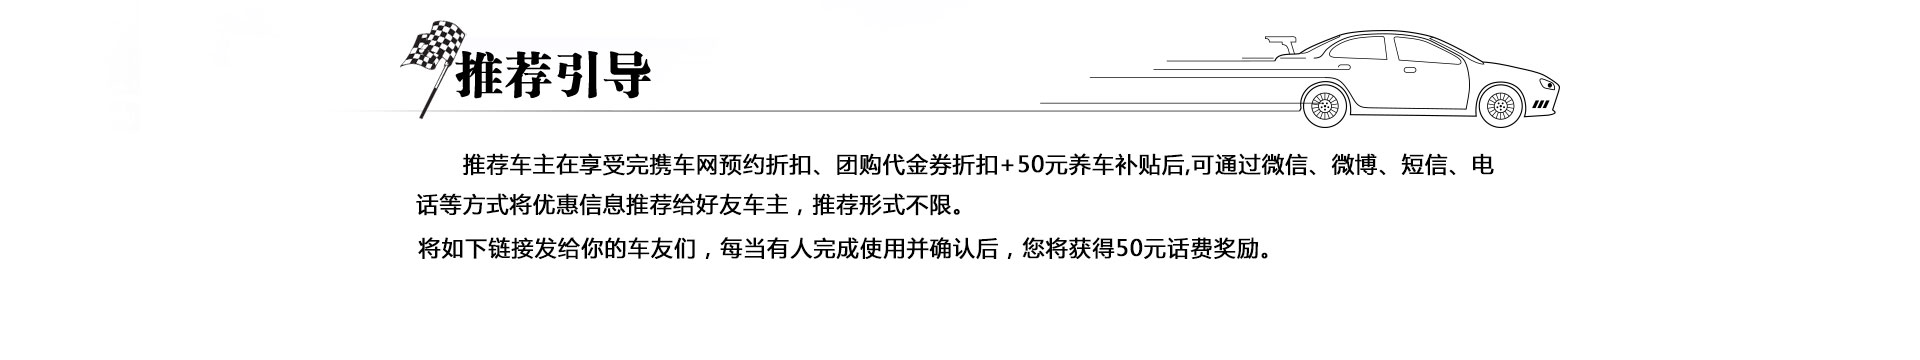 推荐引导
推荐车主在享受完携车网预约折扣、团购代金券折扣+50元养车补贴后,可通过微信、微博、短信、电
话等方式将优惠信息推荐给好友车主，推荐形式不限。
将如下链接发给你的车友们，每当有人完成使用并确认后，您将获得50元话费奖励。